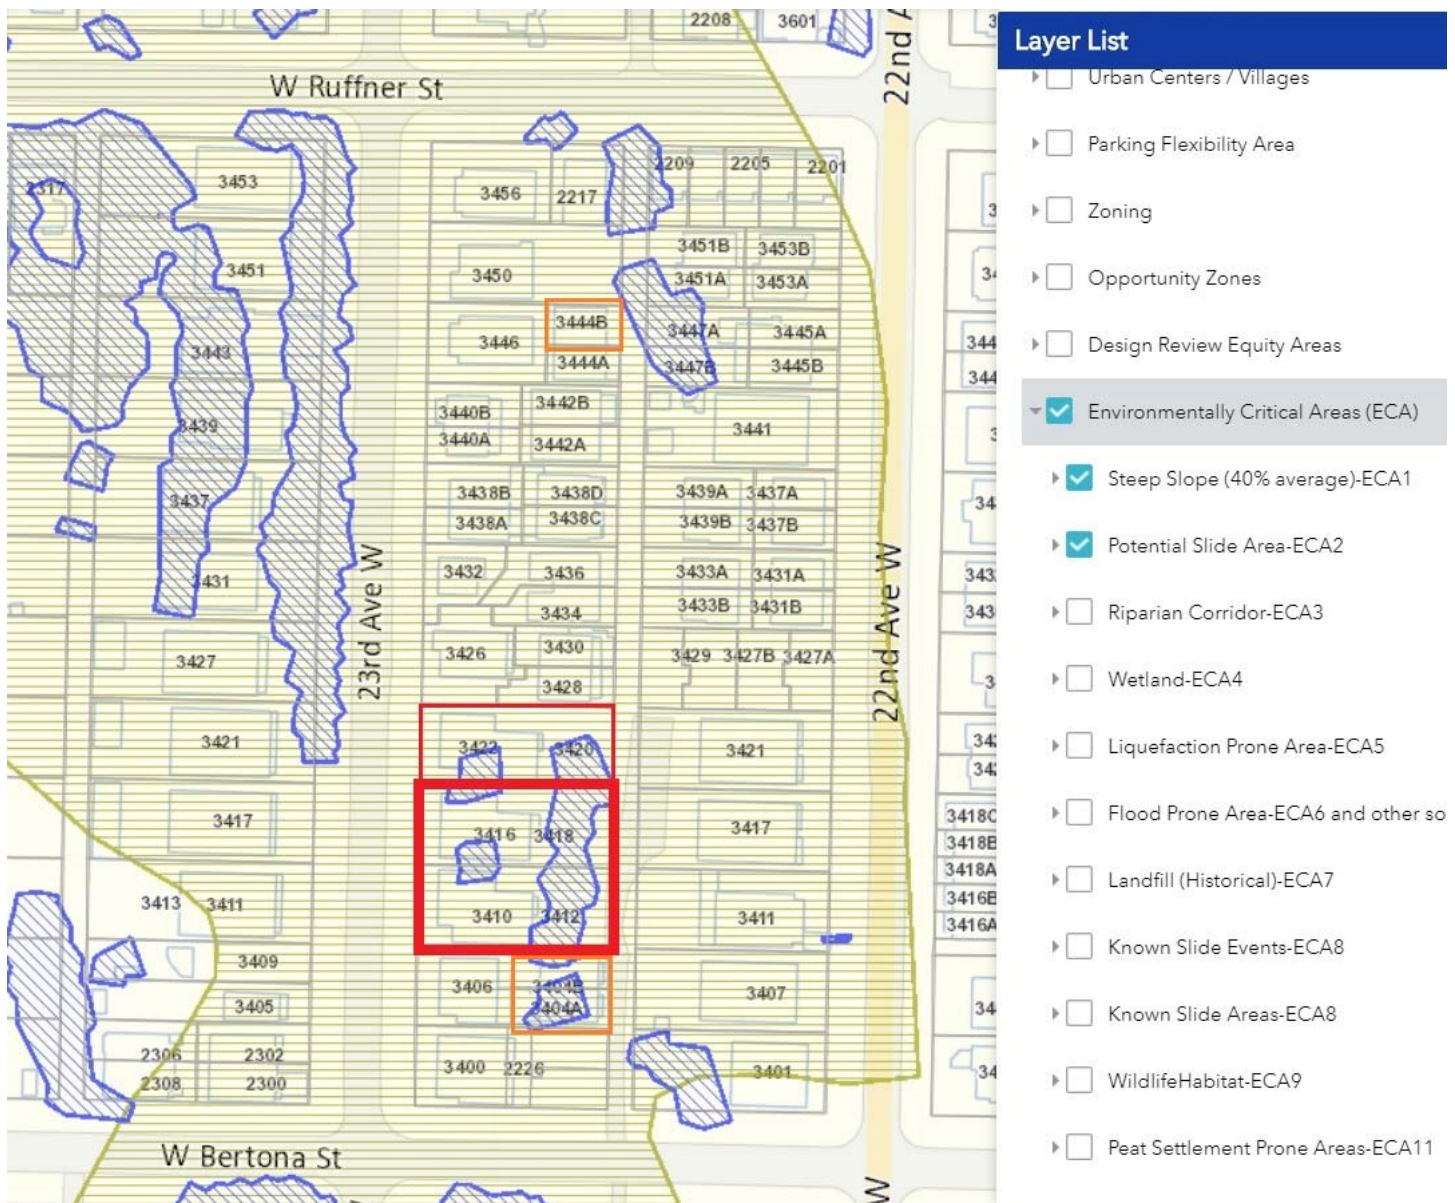 2208
3601
22nd A
W Ruffner St
2317
3453
3456
2217
2209
2205
2201
3451
3450
3451B
3453B
3451A
3453A
3444B
3446
3444A
3447A
3445A
3447B
3445B
3443
3439
3440B
3440A
3442B
3442A
3441
3437
3438B
3438D
3438A
3438C
3439A
3437A
3439B
3437B
3431
3432
3436
3434
3433A
3431A
3433B
3431B
23rd Ave W
22nd Ave W
3427
3426
3430
3428
3429
3427B
3427A
3421
3422
3420
3421
3417
3416
3418
3417
3418C
3418B
3418A
3416B
3416A
3413
3411
3410
3412
3411
3409
3406
3404B
3404A
3407
3405
2306
2302
2308
2300
3400
2226
3401
W Bertona St
W
Layer List
Urban Centers / Villages
Parking Flexibility Area
Zoning
Opportunity Zones
Design Review Equity Areas
Environmentally Critical Areas (ECA)
Steep Slope (40% average)-ECA1
Potential Slide Area-ECA2
Riparian Corridor-ECA3
Wetland-ECA4
Liquefaction Prone Area-ECA5
Flood Prone Area-ECA6 and other so
Landfill (Historical)-ECA7
Known Slide Events-ECA8
Known Slide Areas-ECA8
WildlifeHabitat-ECA9
Peat Settlement Prone Areas-ECA11